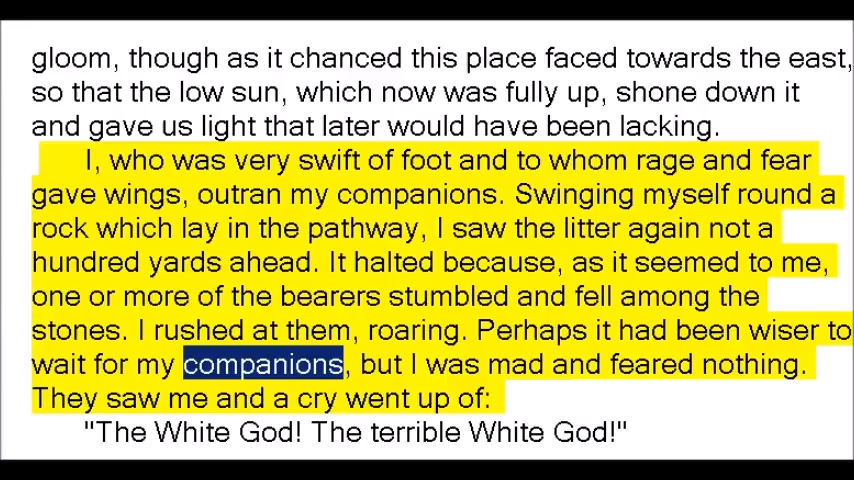 gloom, though as it chanced this place faced towards the east,
so that the low sun, which now was fully up, shone down it
and gave us light that later would have been lacking.
I, who was very swift of foot and to whom rage and fear
gave wings, outran my companions. Swinging myself round a
rock which lay in the pathway, I saw the litter again not a
hundred yards ahead. It halted because, as it seemed to me,
one or more of the bearers stumbled and fell among the
stones. I rushed at them, roaring. Perhaps it had been wiser to
wait for my companions, but I was mad and feared nothing.
They saw me and a cry went up of:
"The White God! The terrible White God!"